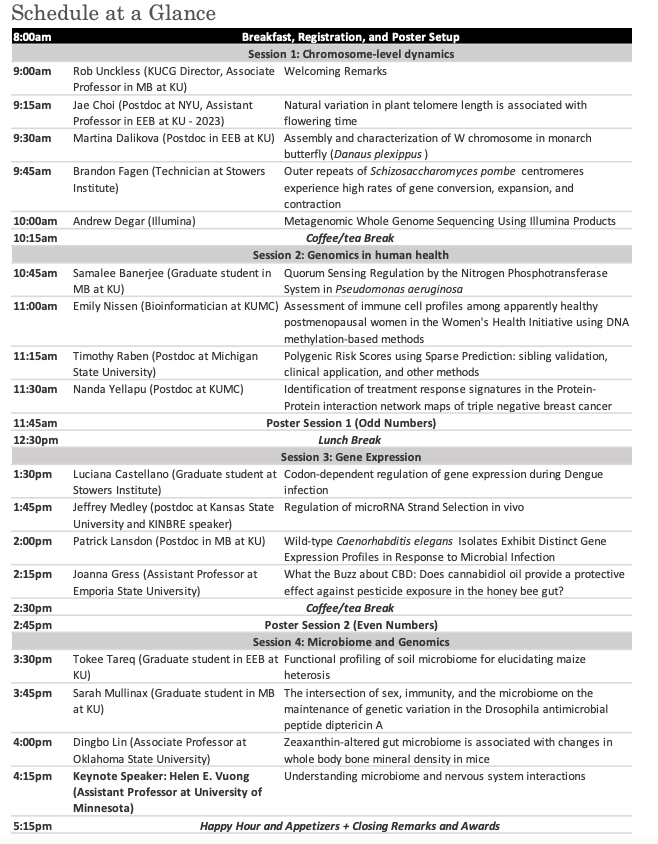 Schedule at a Glance
8:00am Breakfast, Registration, and Poster Setup
Session 1: Chromosome-level dynamics
9:00am Rob Unckless (KUCG Director, Associate Welcoming Remarks
Professor in MB at KU)
9:15am Jae Choi (Postdoc at NYU, Assistant Natural variation in plant telomere length is associated with
Professor in EEB at KU - 2023) flowering time
9:30am Martina Dalikova (Postdoc in EEB at KU) Assembly and characterization of W chromosome in monarch
butterfly (Danaus plexippus )
9:45am Brandon Fagen (Technician at Stowers Outer repeats of Schizosaccharomyces pombe centromeres
Institute) experience high rates of gene conversion, expansion, and
contraction
10:00am Andrew Degar (Illumina) Metagenomic Whole Genome Sequencing Using Illumina Products
10:15am Coffee/tea Break
Session 2: Genomics in human health
10:45am Samalee Banerjee (Graduate student in Quorum Sensing Regulation by the Nitrogen Phosphotransferase
MB at KU) System in Pseudomonas aeruginosa
11:00am Emily Nissen (Bioinformatician at KUMC) Assessment of immune cell profiles among apparently healthy
postmenopausal women in the Women's Health Initiative using DNA
methylation-based methods
11:15am Timothy Raben (Postdoc at Michigan Polygenic Risk Scores using Sparse Prediction: sibling validation,
State University) clinical application, and other methods
11:30am Nanda Yellapu (Postdoc at KUMC) Identification of treatment response signatures in the Protein-
Protein interaction network maps of triple negative breast cancer
11:45am Poster Session 1 (Odd Numbers)
12:30pm Lunch Break
Session 3: Gene Expression
1:30pm Luciana Castellano (Graduate student at Codon-dependent regulation of gene expression during Dengue
Stowers Institute) infection
1:45pm Jeffrey Medley (postdoc at Kansas State Regulation of microRNA Strand Selection in vivo
University and KINBRE speaker)
2:00pm Patrick Lansdon (Postdoc in MB at KU) Wild-type Caenorhabditis elegans Isolates Exhibit Distinct Gene
Expression Profiles in Response to Microbial Infection
2:15pm Joanna Gress (Assistant Professor at What the Buzz about CBD: Does cannabidiol oil provide a protective
Emporia State University) effect against pesticide exposure in the honey bee gut?
2:30pm Coffee/tea Break
2:45pm Poster Session 2 (Even Numbers)
Session 4: Microbiome and Genomics
3:30pm Tokee Tareq (Graduate student in EEB at Functional profiling of soil microbiome for elucidating maize
KU) heterosis
3:45pm Sarah Mullinax (Graduate student in MB The intersection of sex, immunity, and the microbiome on the
at KU) maintenance of genetic variation in the Drosophila antimicrobial
peptide diptericin A
4:00pm Dingbo Lin (Associate Professor at Zeaxanthin-altered gut microbiome is associated with changes in
Oklahoma State University) whole body bone mineral density in mice
4:15pm Keynote Speaker: Helen E. Vuong Understanding microbiome and nervous system interactions
(Assistant Professor at University of
Minnesota)
5:15pm Happy Hour and Appetizers + Closing Remarks and Awards